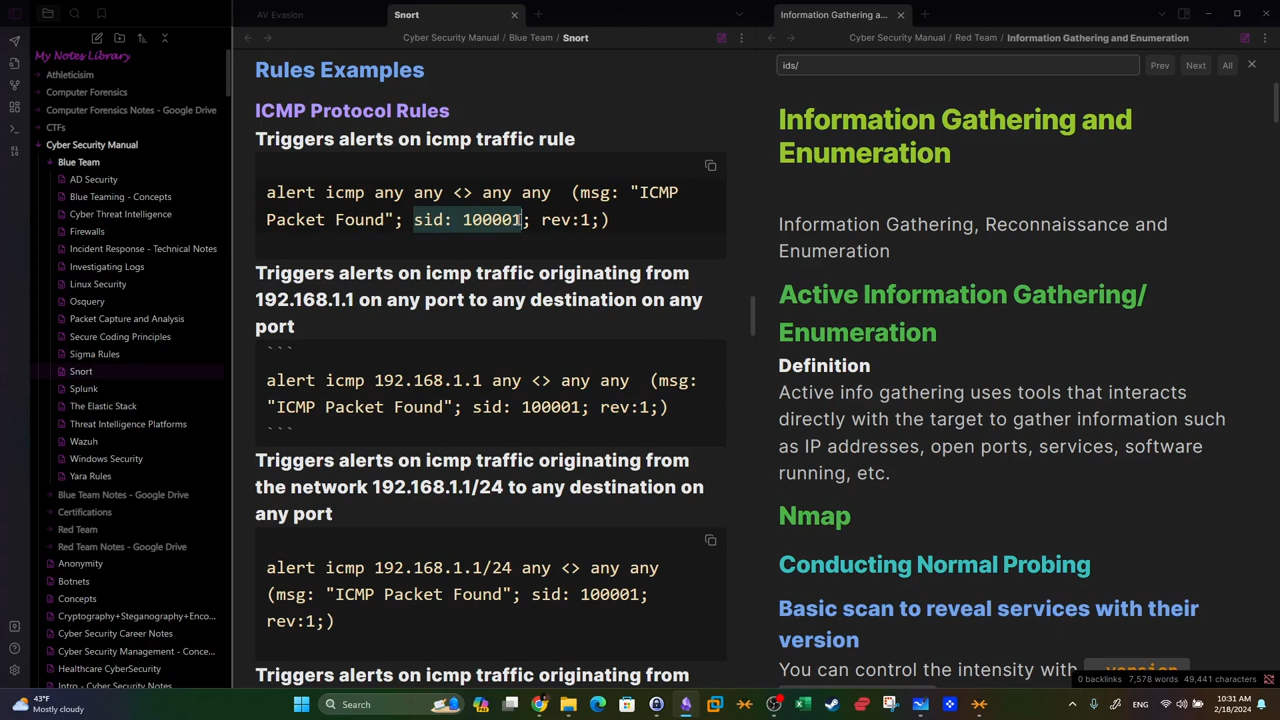 AV Evasion
Snort
Information Gathering a...
Cyber Security Manual / Blue Team / Snort
Cyber Security Manual / Red Team / Information Gathering and Enumeration
My Notes Library
Athleticisim
Computer Forensics
Computer Forensics Notes - Google Drive
CTFs
Cyber Security Manual
Blue Team
AD Security
Blue Teaming - Concepts
Cyber Threat Intelligence
Firewalls
Incident Response - Technical Notes
Investigating Logs
Linux Security
Osquery
Packet Capture and Analysis
Secure Coding Principles
Sigma Rules
Snort
Splunk
The Elastic Stack
Threat Intelligence Platforms
Wazuh
Windows Security
Yara Rules
Blue Team Notes - Google Drive
Certifications
Red Team
Red Team Notes - Google Drive
Anonymity
Botnets
Concepts
Cryptography+Steganography+Enco...
Cyber Security Career Notes
Cyber Security Management - Conce...
Healthcare CyberSecurity
Intro - Cyber Security Notes
Rules Examples
ICMP Protocol Rules
Triggers alerts on icmp traffic rule
alert icmp any any <> any any  (msg: "ICMP
Packet Found"; sid: 100001; rev:1;)
Triggers alerts on icmp traffic originating from
192.168.1.1 on any port to any destination on any
port
```
alert icmp 192.168.1.1 any <> any any  (msg:
"ICMP Packet Found"; sid: 100001; rev:1;)
```
Triggers alerts on icmp traffic originating from
the network 192.168.1.1/24 to any destination on
any port
alert icmp 192.168.1.1/24 any <> any any
(msg: "ICMP Packet Found"; sid: 100001;
rev:1;)
Triggers alerts on icmp traffic originating from
ids/
Prev
Next
All
Information Gathering and
Enumeration
Information Gathering, Reconnaissance and
Enumeration
Active Information Gathering/
Enumeration
Definition
Active info gathering uses tools that interacts
directly with the target to gather information such
as IP addresses, open ports, services, software
running, etc.
Nmap
Conducting Normal Probing
Basic scan to reveal services with their
version
You can control the intensity with
0 backlinks
7,578 words
49,441 characters
43°F
Mostly cloudy
Search
ENG
10:31 AM
2/18/2024